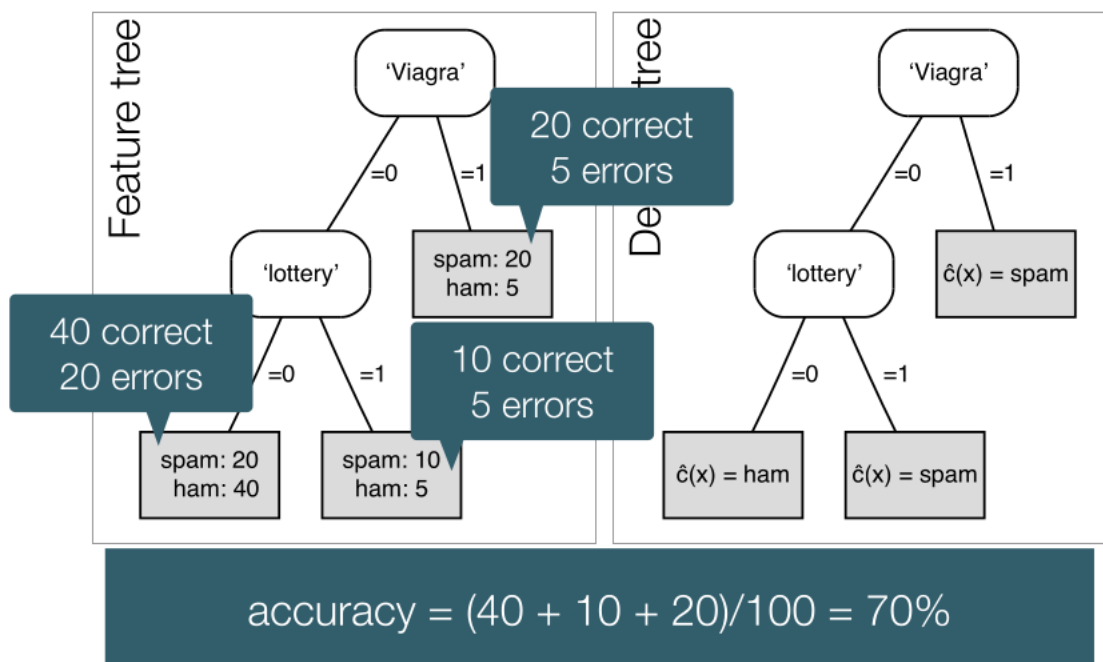 Feature tree
'Viagra'
20 correct
5 errors
=0
=1
'lottery'
spam: 20
ham: 5
40 correct
20 errors
10 correct
5 errors
=0
=1
spam: 20
ham: 40
spam: 10
ham: 5
De
tree
'Viagra'
=0
=1
'lottery'
ĉ(x) = spam
=0
=1
ĉ(x) = ham
ĉ(x) = spam
accuracy = (40 + 10 + 20)/100 = 70%